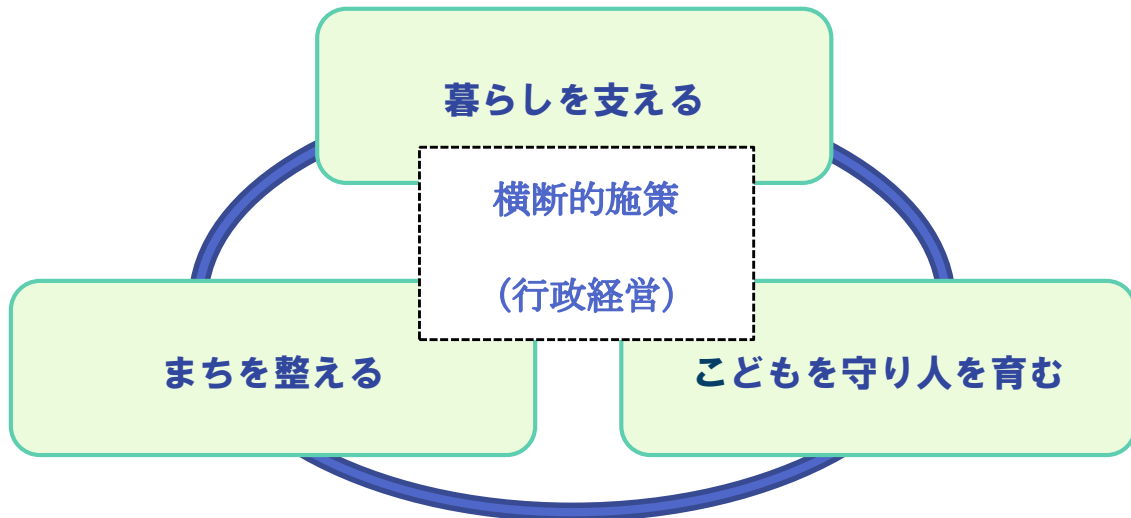 暮らしを支える
横断的施策
（行政経営）
まちを整える
こどもを守り人を育む